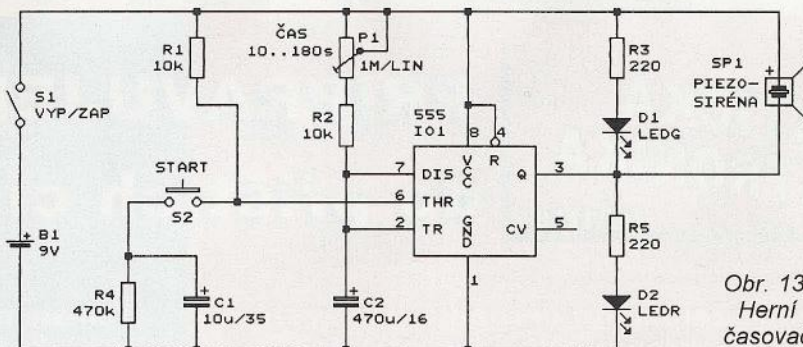 S1
VYP/ZAP
B1
9V
R1
10k
START
S2
R4
470k
C1
10u/35
ČAS
10..180s
P1
1M/LIN
R2
10k
C2
470u/16
555
IO1
8
4
VCC
R
7
DIS
Q
3
6
THR
2
TR
GND
CV
5
1
R3
220
D1
LEDG
R5
220
D2
LEDR
SP1
PIEZO-
SIRÉNA
Obr. 13
Herní
časovač